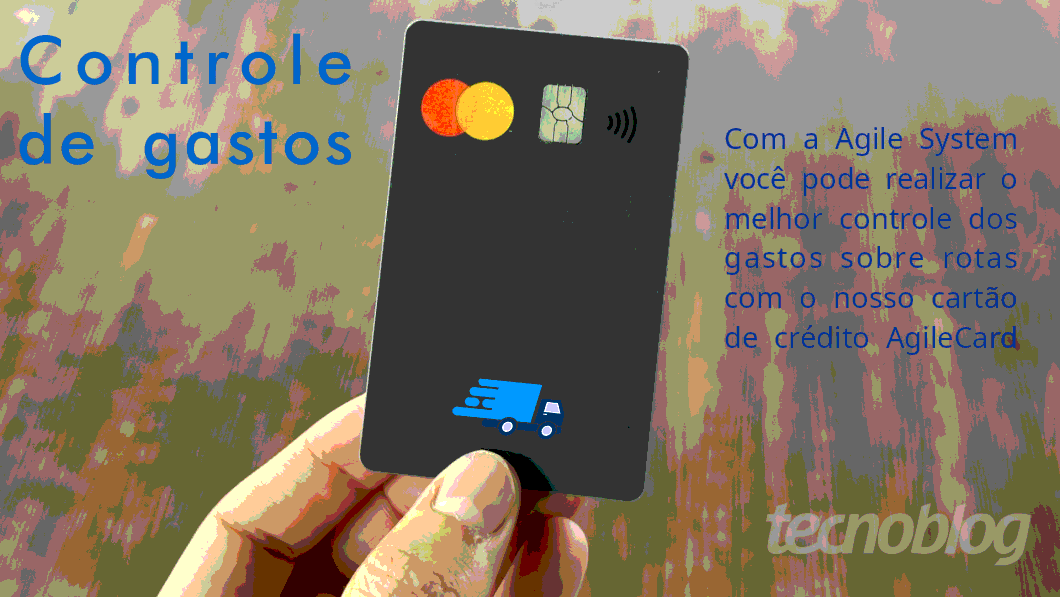 Controle
de gastos
Com a Agile System
você pode realizar o
melhor controle dos
gastos sobre rotas
com o nosso cartão
de crédito AgileCard
tecnoblog